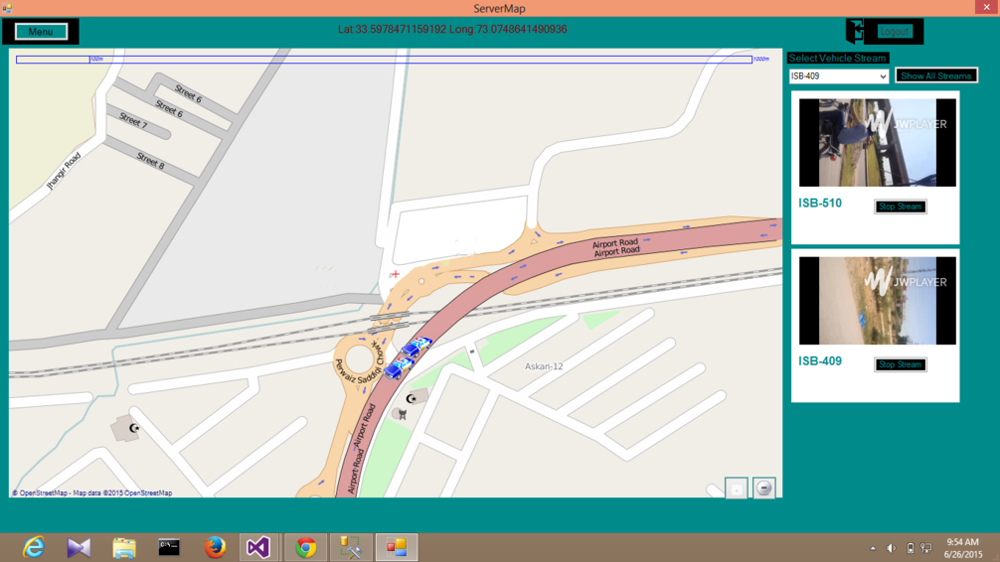 ServerMap
Menu
Lat:33.5978471159192 Long:73.0748641490936
Logout
100m
1000m
Select Vehicle Stream
ISB-409
Show All Streams
Street 6
Street 6
Street 7
Street 8
Jhangir Road
JWPLAYER
ISB-510
Stop Stream
Airport Road
Airport Road
JWPLAYER
ISB-409
Stop Stream
Perwaiz Saddiqi Chowk
Askari-12
Airport Road
Airport Road
© OpenStreetMap - Map data ©2015 OpenStreetMap
9:54 AM
6/26/2015